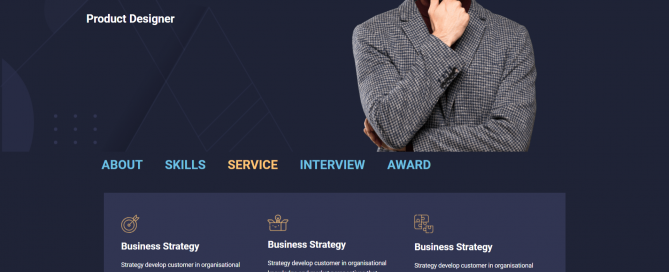 Product Designer
ABOUT SKILLS SERVICE INTERVIEW AWARD
Business Strategy Business Strategy Business Strategy
Strategy develop customer in organisational Strategy develop customer in organisational Strategy develop customer in organisational